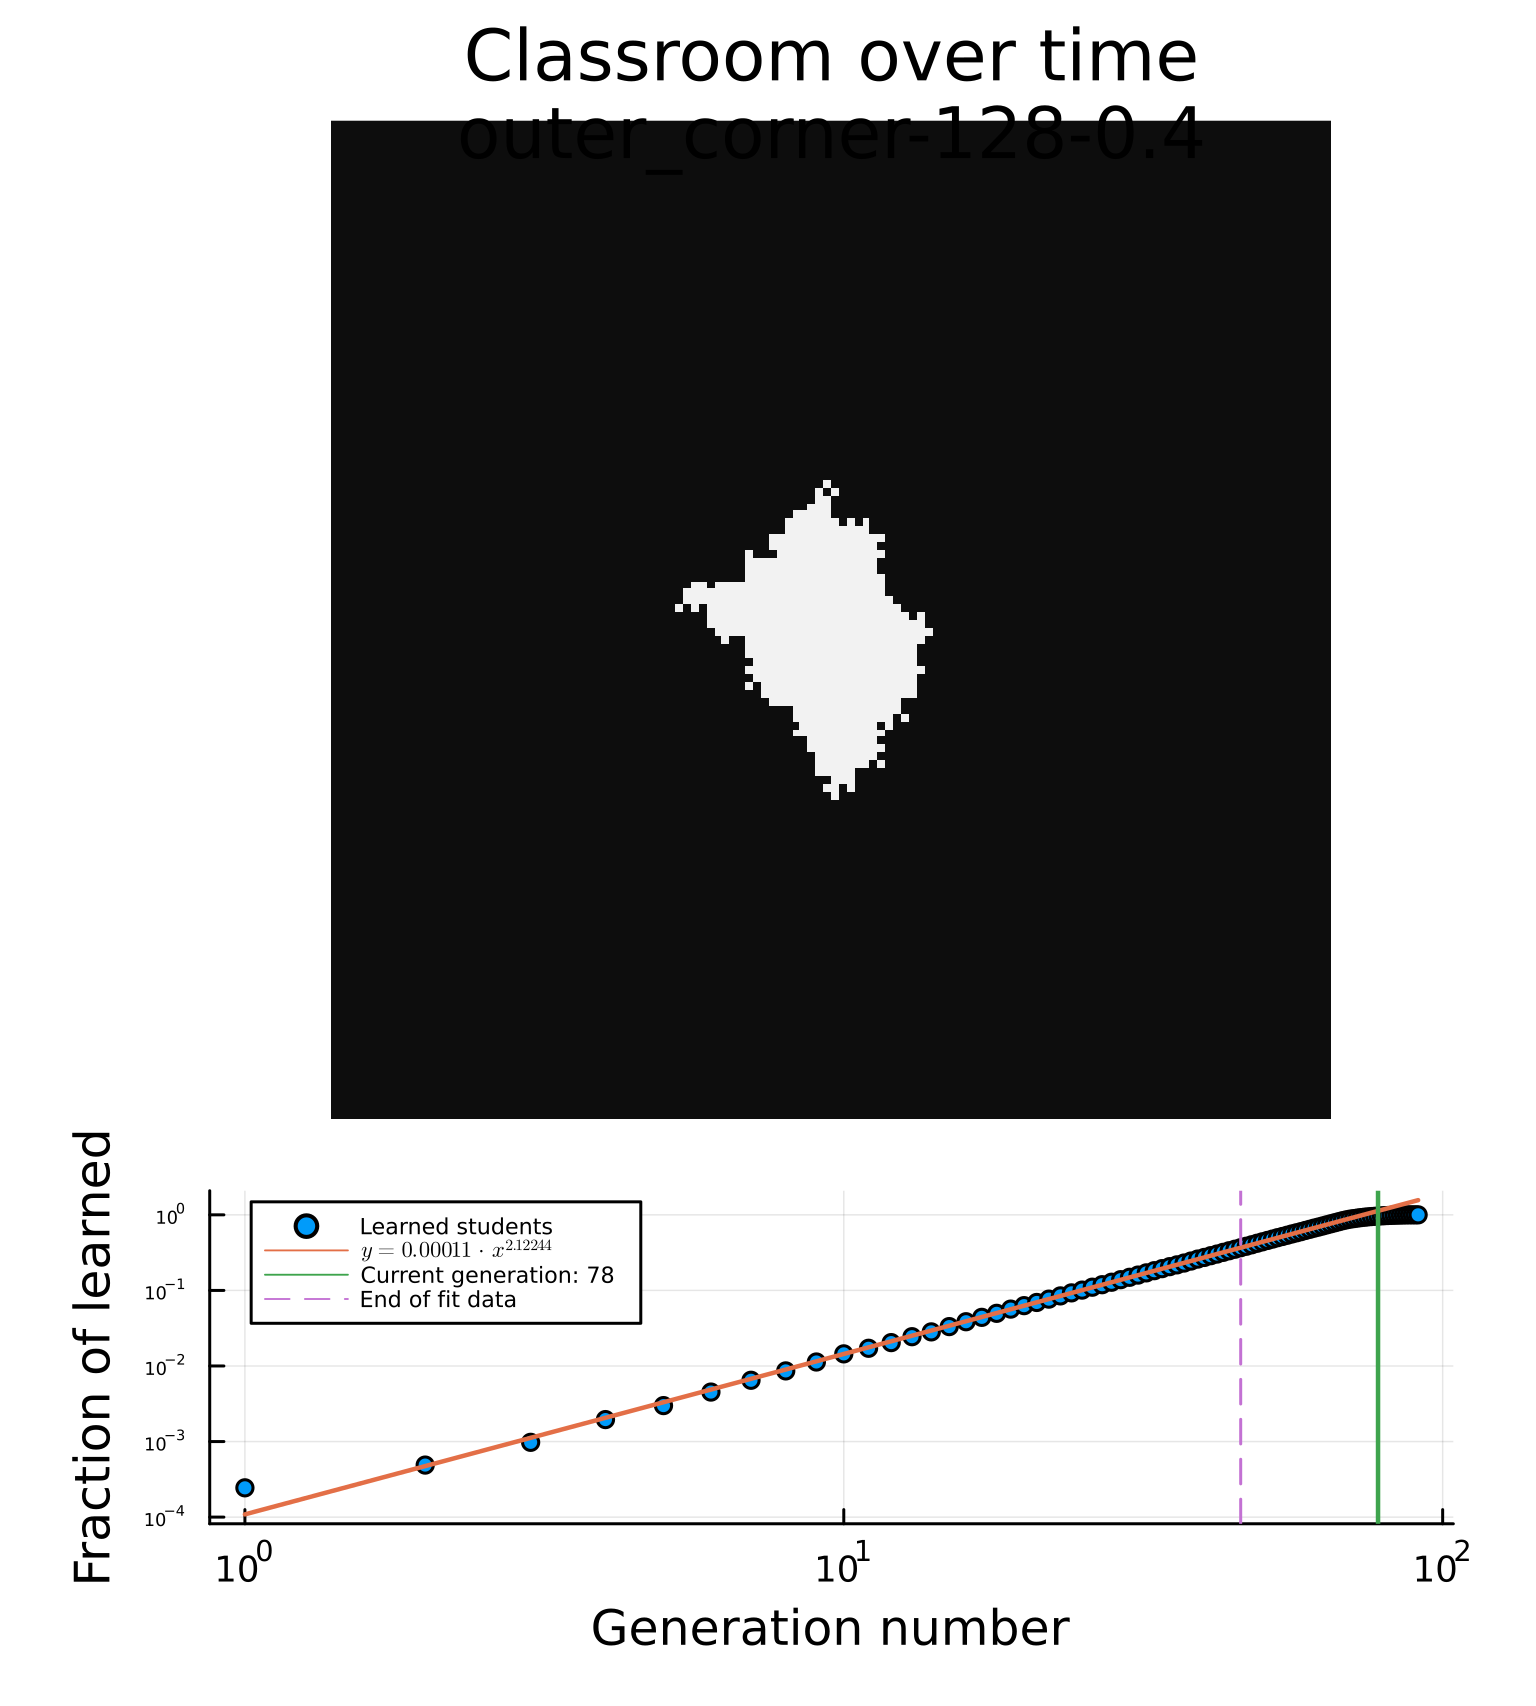 Classroom over time
outer_corner-128-0.4
Fraction of learned
10⁰
10⁻¹
10⁻²
10⁻³
10⁻⁴
Learned students
y = 0.00011 · x^2.12244
Current generation: 78
End of fit data
10⁰ 10¹ 10²
Generation number